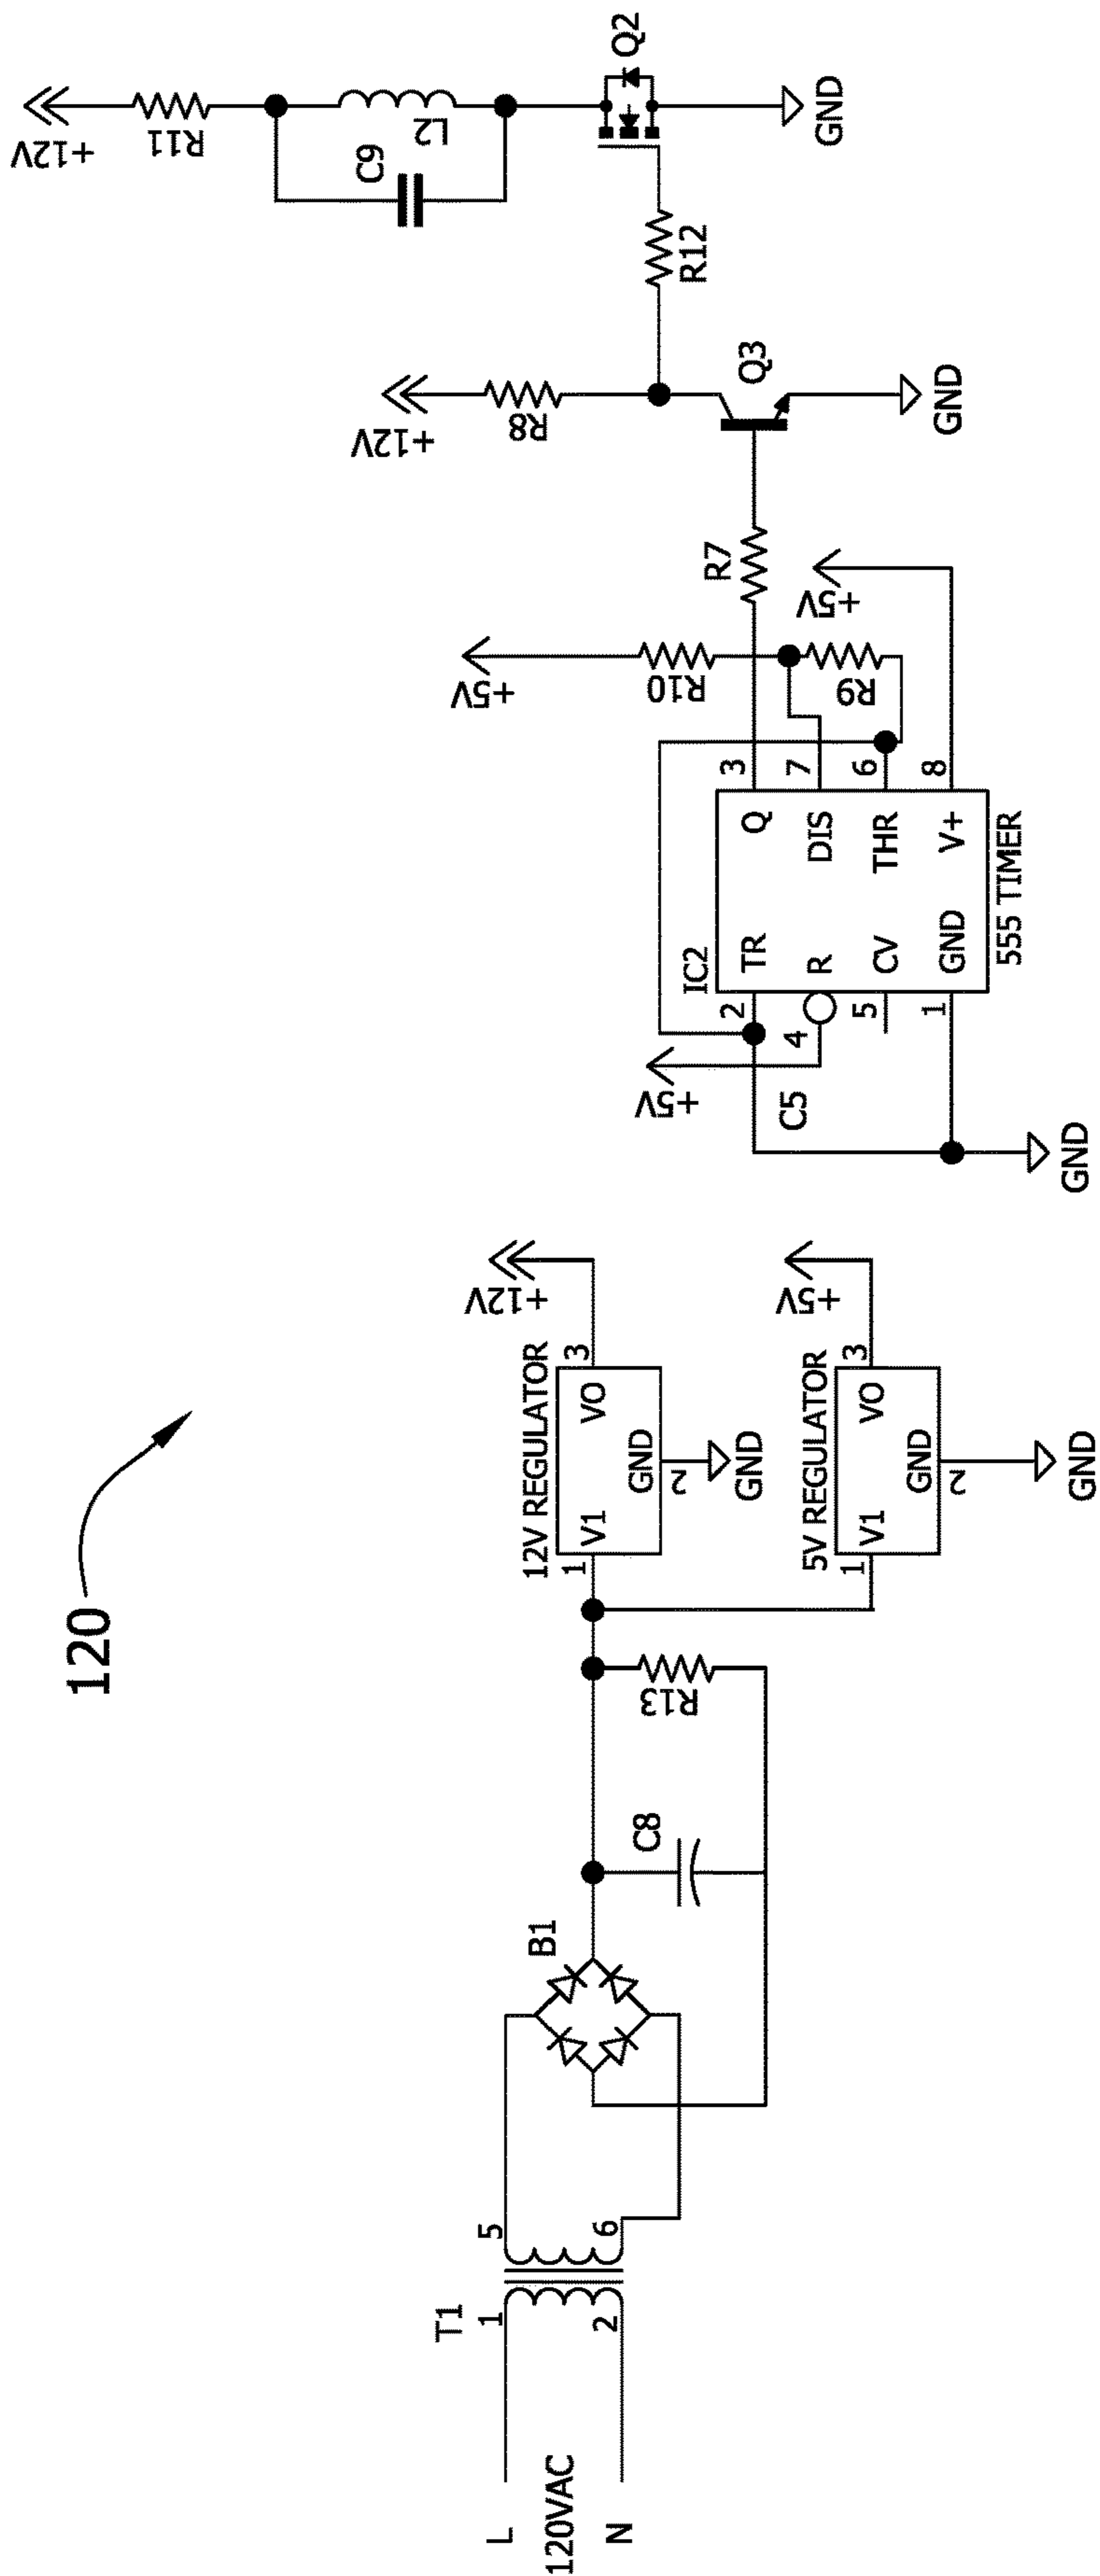 120
L
120VAC
N
T1
1
2
5
6
B1
C8
R13
12V REGULATOR
1
V1
VO
3
GND
2
GND
+12V
5V REGULATOR
1
V1
VO
3
GND
2
GND
+5V
+5V
C5
GND
IC2
2
TR
4
R
5
CV
1
GND
Q
3
DIS
7
THR
6
V+
8
555 TIMER
+5V
R10
R9
+5V
R7
+12V
R8
Q3
GND
R12
+12V
R11
C9
L2
Q2
GND